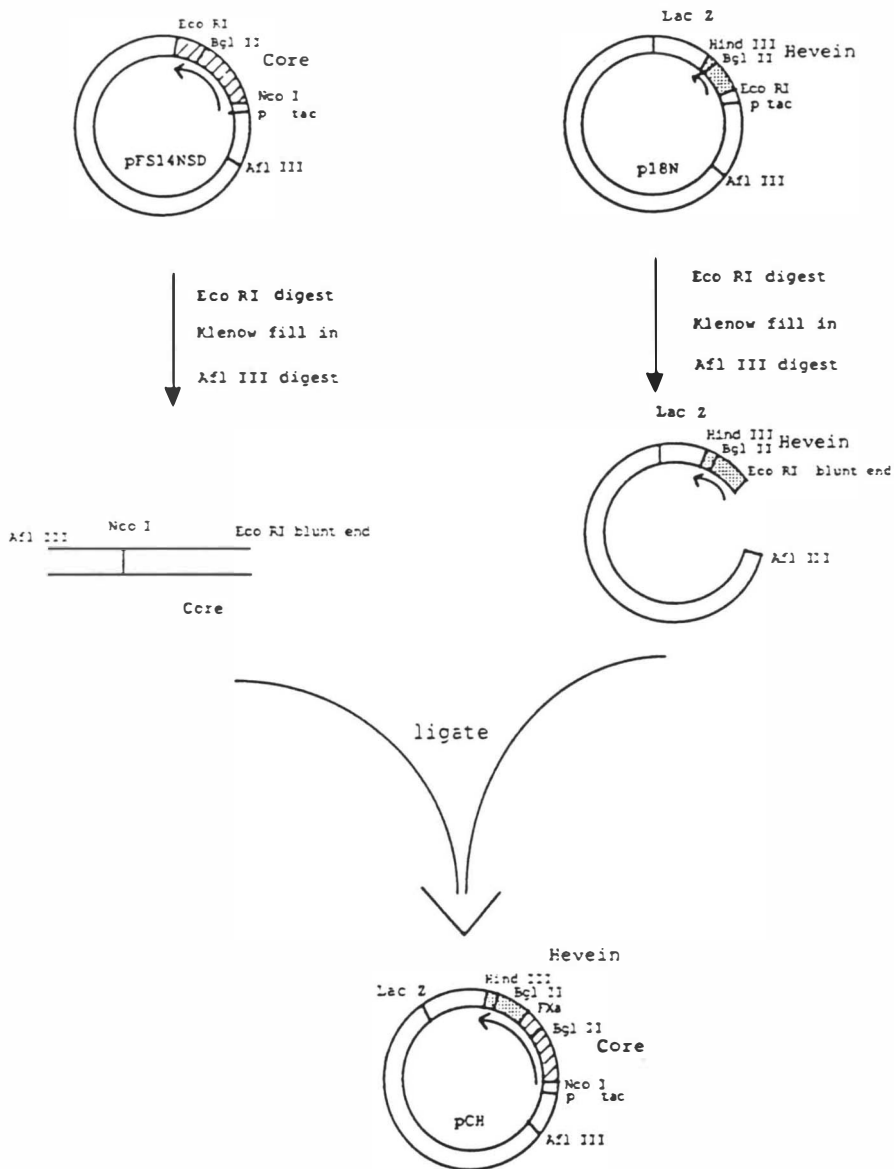 Eco RI
Bgl II
Core
Nco I
p tac
Afl III
pFS14NSD
Lac Z
Hind III
Bgl II
Hevein
Eco RI
p tac
Afl III
p18N
Eco RI digest
Klenow fill in
Afl III digest
Eco RI digest
Klenow fill in
Afl III digest
Afl III
Nco I
Eco RI blunt end
Core
Lac Z
Hind III
Bgl II
Hevein
Eco RI blunt end
Afl III
ligate
Hevein
Lac Z
Hind III
Bgl II
FXa
Bgl II
Core
Nco I
p tac
Afl III
pCH